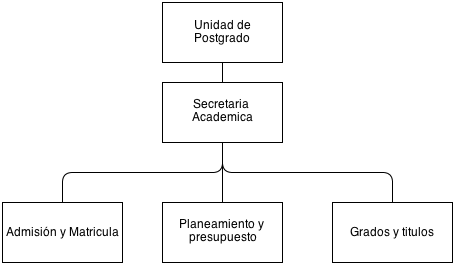 Unidad de
Postgrado
Secretaria
Academica
Admisión y Matricula
Planeamiento y
presupuesto
Grados y titulos